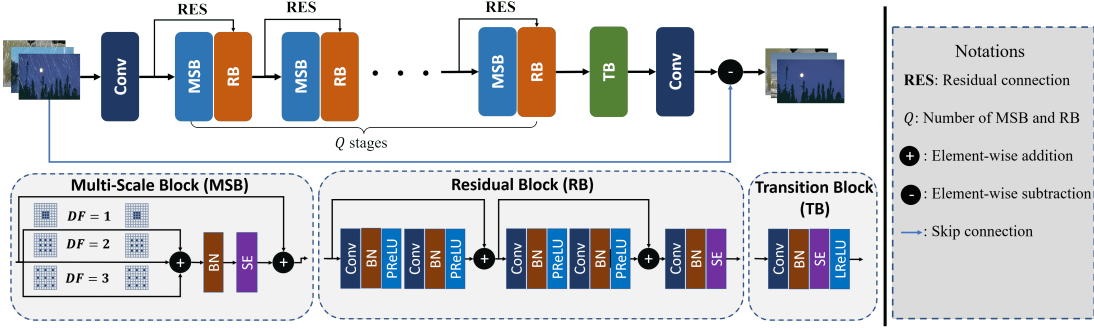 RES
RES
RES
Conv
MSB
RB
MSB
RB
MSB
RB
TB
Conv
-
Q stages
Multi-Scale Block (MSB)
DF = 1
DF = 2
DF = 3
+
BN
SE
+
Residual Block (RB)
Conv
BN
PReLU
Conv
BN
PReLU
+
Conv
BN
PReLU
Conv
BN
PReLU
+
Conv
BN
SE
Transition Block
(TB)
Conv
BN
SE
LReLU
Notations
RES: Residual connection
Q: Number of MSB and RB
+ : Element-wise addition
- : Element-wise subtraction
: Skip connection